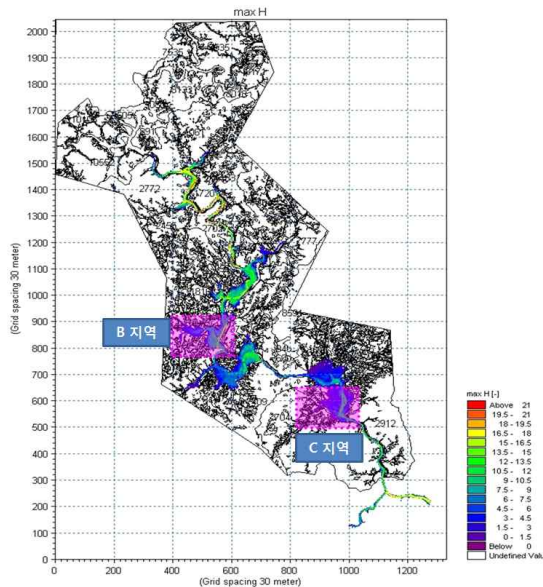 max H
2000
1900
1800
1700
1600
1500
1400
1300
1200
1100
1000
900
800
700
600
500
400
300
200
100
0
(Grid spacing 30 meter)
2772
2912
B 지역
C 지역
0
200
400
600
800
1000
1200
(Grid spacing 30 meter)
max H [-]
Above 21
19.5 - 21
18 - 19.5
16.5 - 18
15 - 16.5
13.5 - 15
12 - 13.5
10.5 - 12
9 - 10.5
7.5 - 9
6 - 7.5
4.5 - 6
3 - 4.5
1.5 - 3
0 - 1.5
Below 0
Undefined Valu